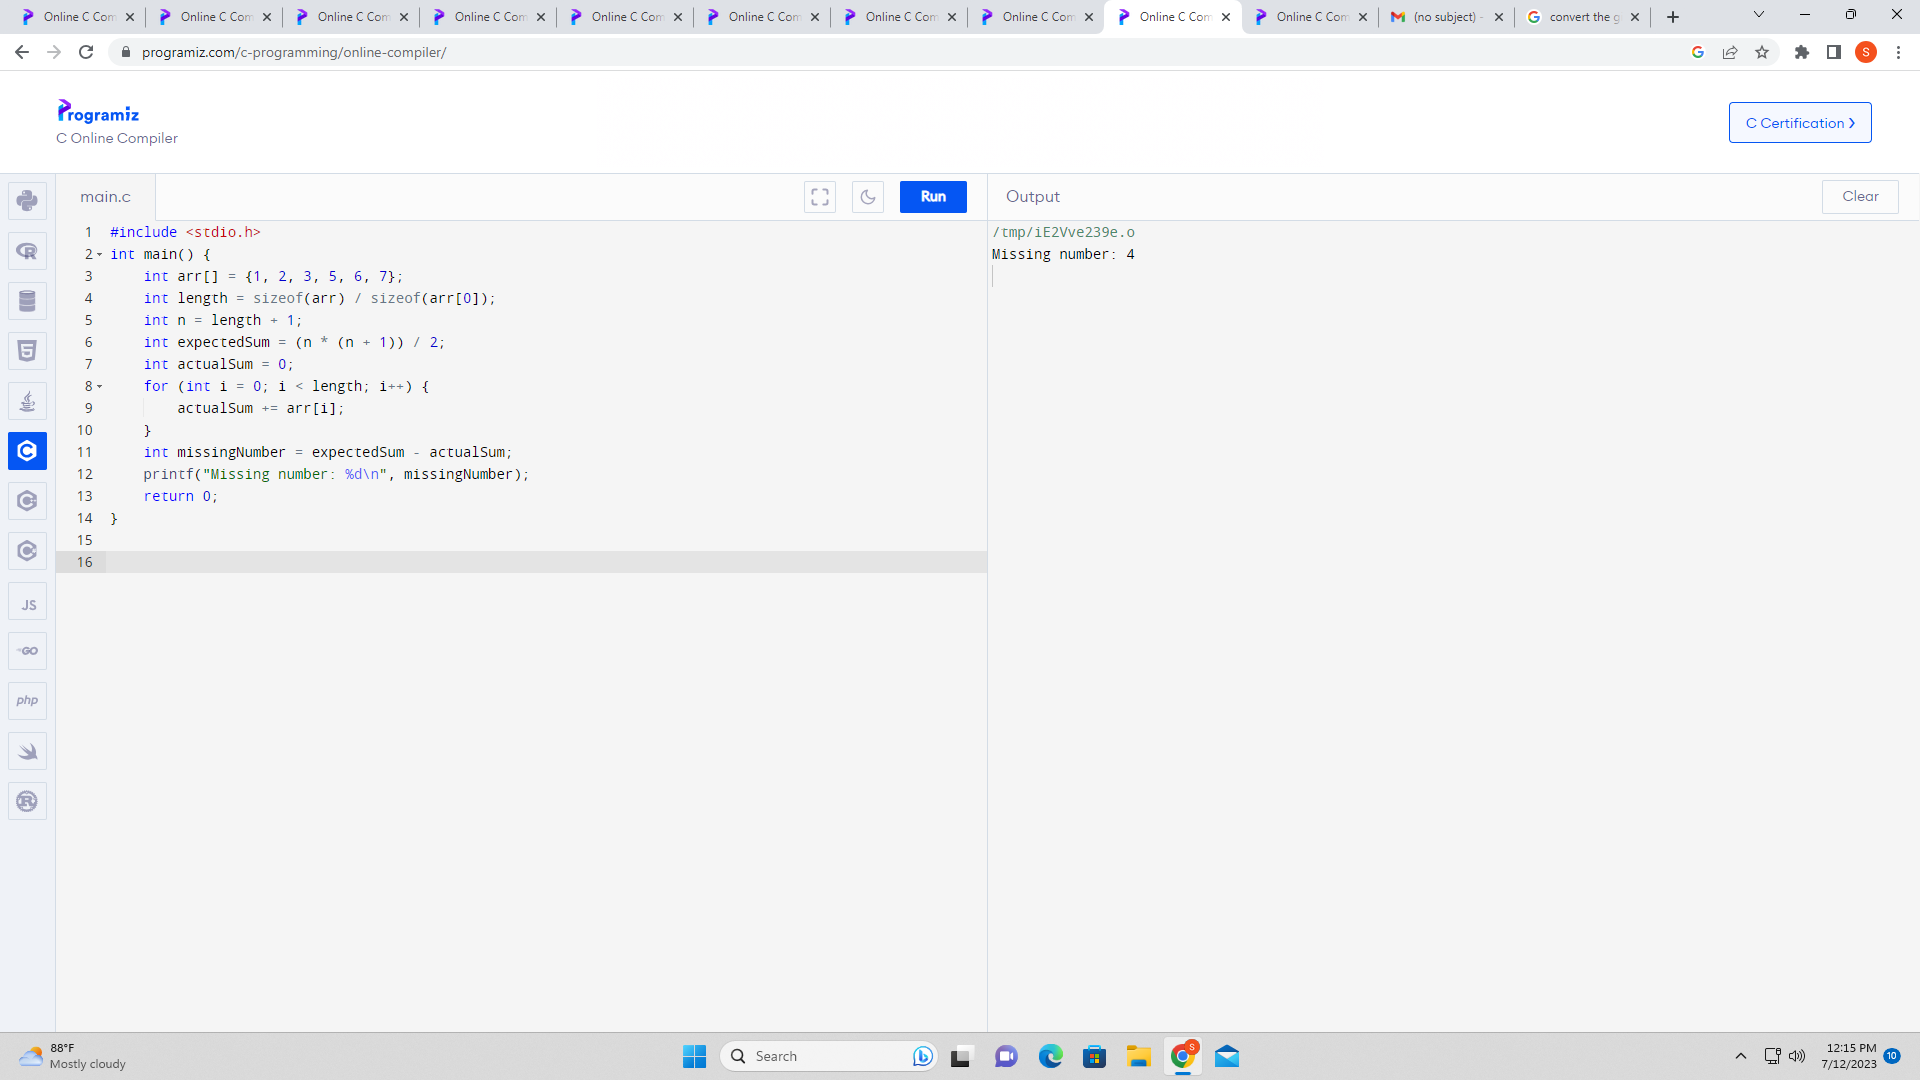 Online C Com Online C Com Online C Com Online C Com Online C Com Online C Com Online C Com Online C Com Online C Com Online C Com (no subject) - convert the g
programiz.com/c-programming/online-compiler/ S
Programiz
C Online Compiler
C Certification
main.c Run Output Clear
1 #include <stdio.h>
2 int main() {
3 int arr[] = {1, 2, 3, 5, 6, 7};
4 int length = sizeof(arr) / sizeof(arr[0]);
5 int n = length + 1;
6 int expectedSum = (n * (n + 1)) / 2;
7 int actualSum = 0;
8 for (int i = 0; i < length; i++) {
9 actualSum += arr[i];
10 }
11 int missingNumber = expectedSum - actualSum;
12 printf("Missing number: %d\n", missingNumber);
13 return 0;
14 }
15
16
/tmp/iE2Vve239e.o
Missing number: 4
JS
GO
php
88°F
Mostly cloudy
Search
S
12:15 PM
7/12/2023
10